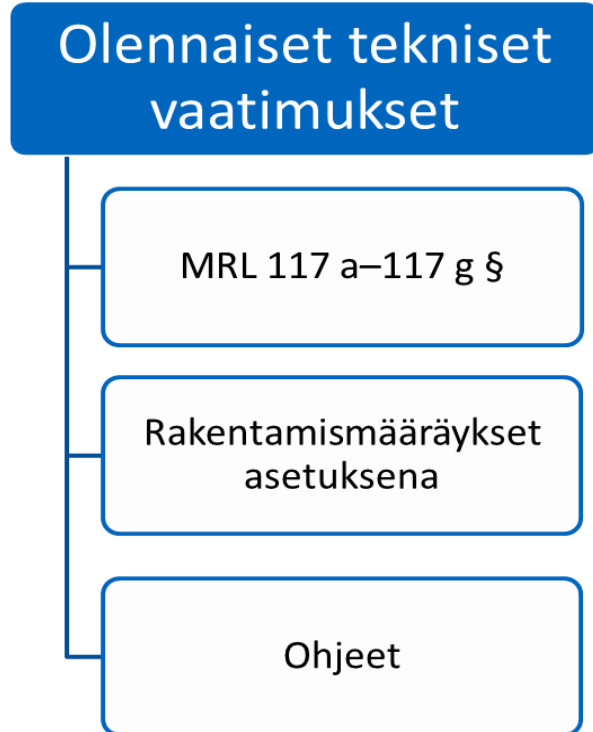 Olennaiset tekniset
vaatimukset
MRL 117 a–117 g §
Rakentamismääräykset
asetuksena
Ohjeet